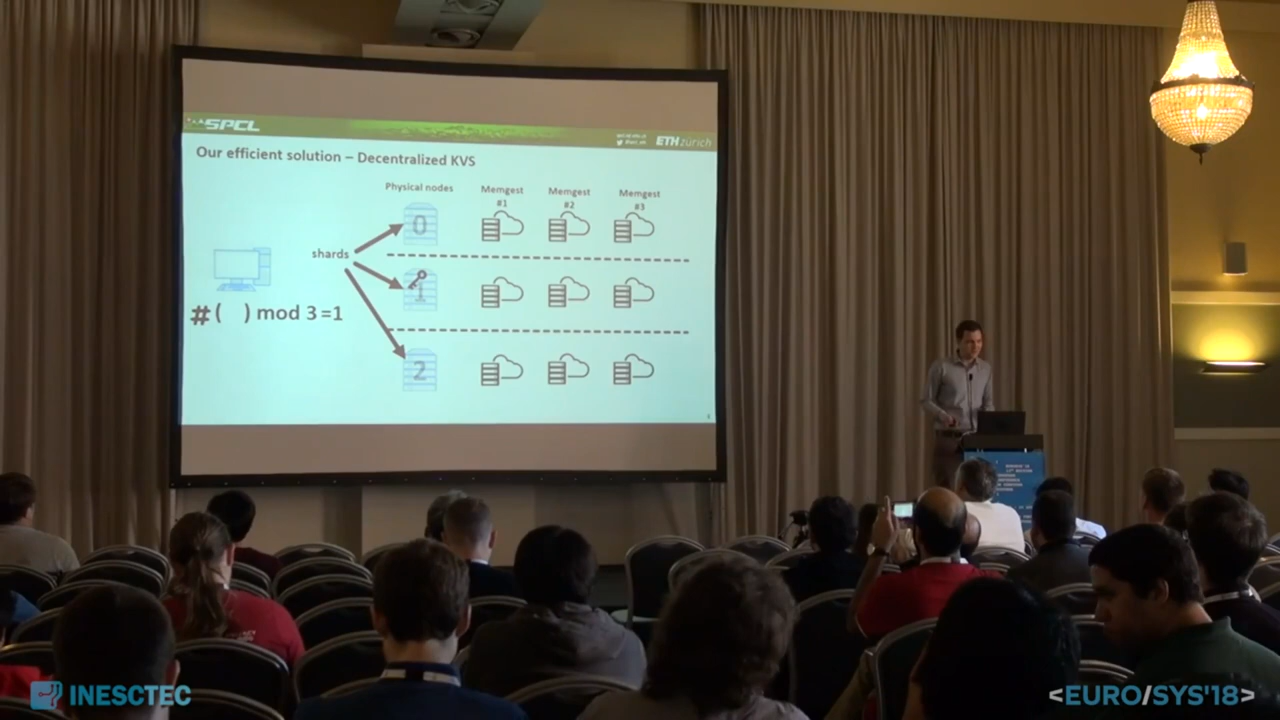 SPCL
ETH zürich
Our efficient solution – Decentralized KVS
Physical nodes
Memgest #1
Memgest #2
Memgest #3
0
shards
1
#( ) mod 3 =1
2
INESCTEC
<EURO/SYS'18>